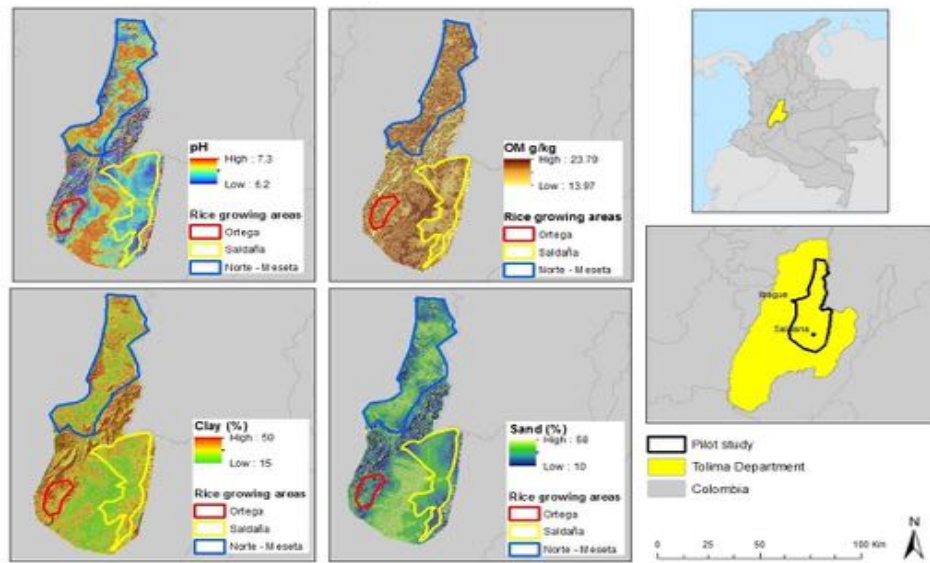 pH
High : 7.3
Low : 5.2
Rice growing areas
Ortega
Saldaña
Norte - Meseta
OM g/kg
High : 23.79
Low : 13.97
Rice growing areas
Ortega
Saldaña
Norte - Meseta
Clay (%)
High : 50
Low : 15
Rice growing areas
Ortega
Saldaña
Norte - Meseta
Sand (%)
High : 58
Low : 10
Rice growing areas
Ortega
Saldaña
Norte - Meseta
Ibague
Saldana
Pilot study
Tolima Department
Colombia
N
0 25 50 100 Km